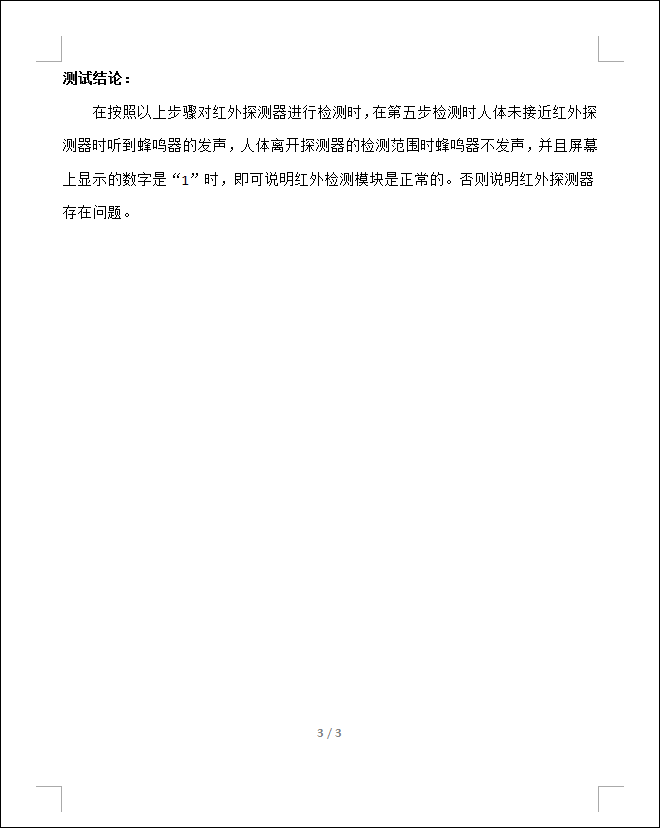 测试结论：
在按照以上步骤对红外探测器进行检测时，在第五步检测时人体未接近红外探
测器时听到蜂鸣器的发声，人体离开探测器的检测范围时蜂鸣器不发声，并且屏幕
上显示的数字是“1”时，即可说明红外检测模块是正常的。否则说明红外探测器
存在问题。
3 / 3